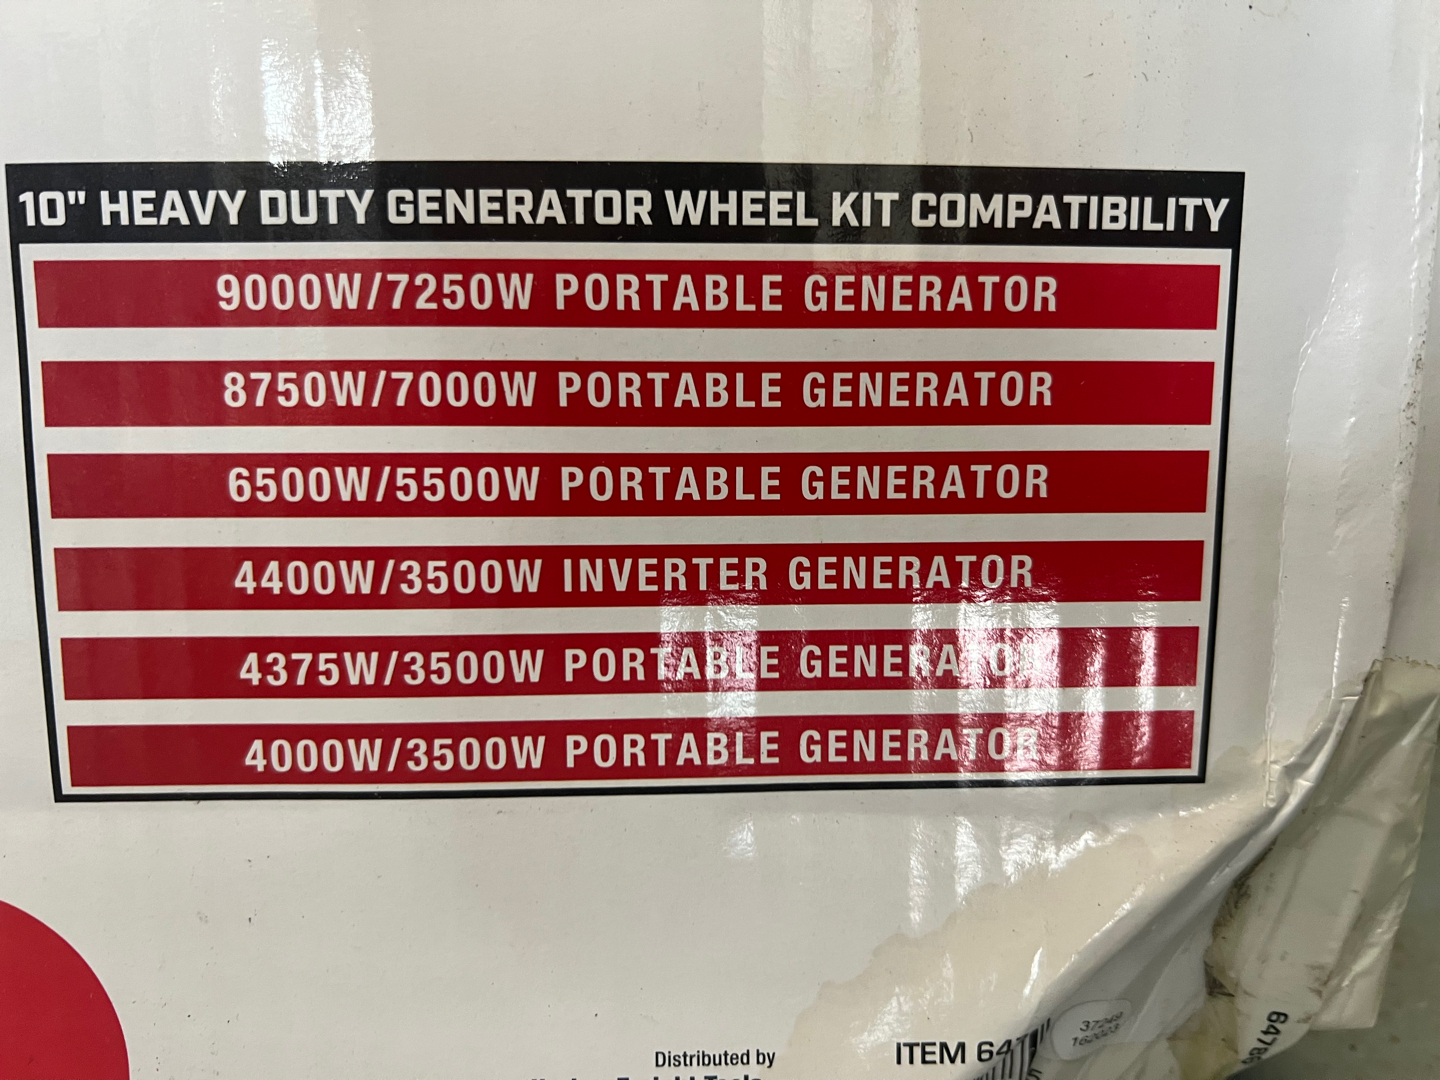 10" HEAVY DUTY GENERATOR WHEEL KIT COMPATIBILITY
9000W/7250W PORTABLE GENERATOR
8750W/7000W PORTABLE GENERATOR
6500W/5500W PORTABLE GENERATOR
4400W/3500W INVERTER GENERATOR
4375W/3500W PORTABLE GENERATOR
4000W/3500W PORTABLE GENERATOR
Distributed by
ITEM